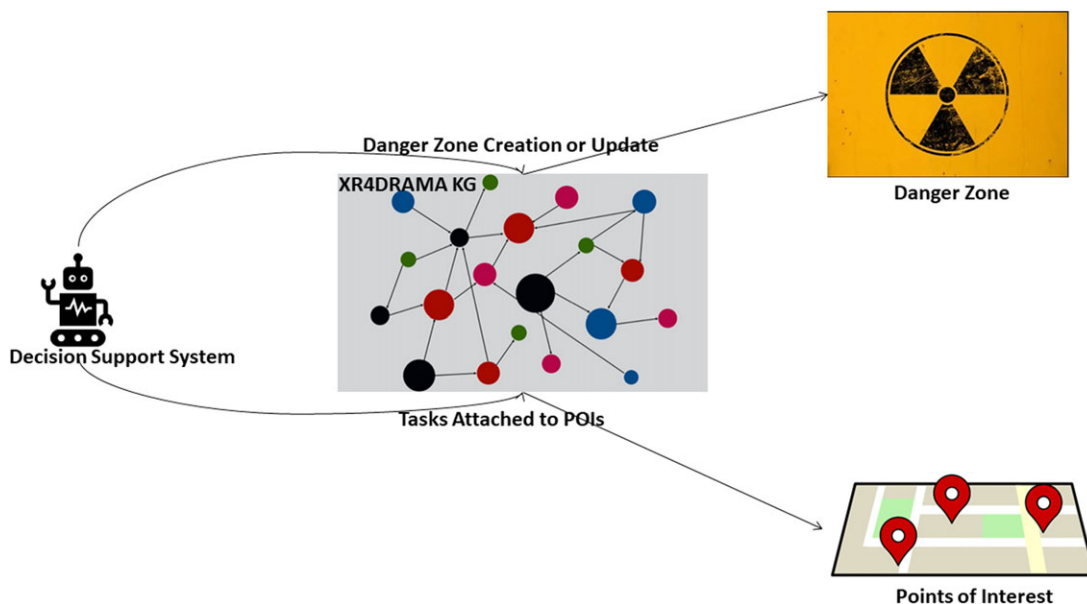 Danger Zone Creation or Update
XR4DRAMA KG
Danger Zone
Decision Support System
Tasks Attached to POIs
Points of Interest